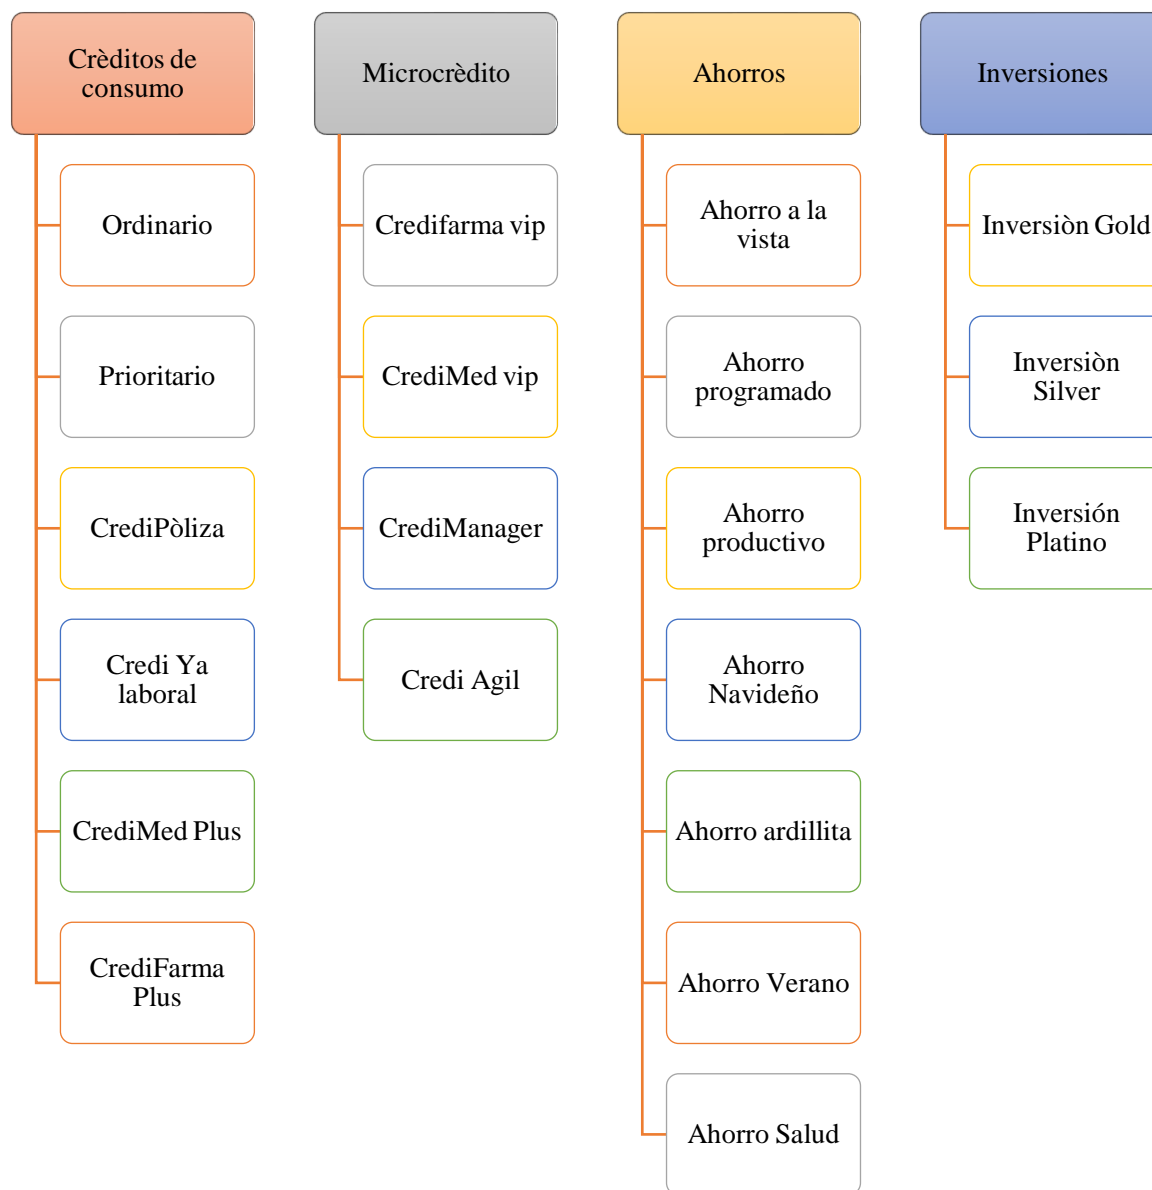 Crèditos de
consumo
Ordinario
Prioritario
CrediPòliza
Credi Ya
laboral
CrediMed Plus
CrediFarma
Plus
Microcrèdito
Credifarma vip
CrediMed vip
CrediManager
Credi Agil
Ahorros
Ahorro a la
vista
Ahorro
programado
Ahorro
productivo
Ahorro
Navideño
Ahorro ardillita
Ahorro Verano
Ahorro Salud
Inversiones
Inversiòn Gold
Inversiòn
Silver
Inversión
Platino